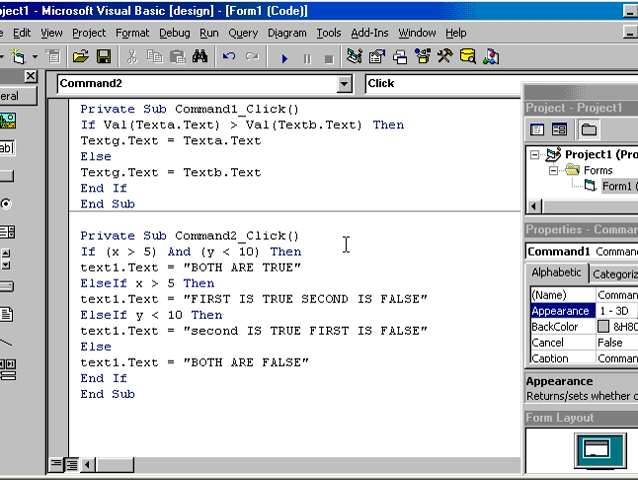 oject1 - Microsoft Visual Basic [design] - [Form1 (Code)]
e Edit View Project Format Debug Run Query Diagram Tools Add-Ins Window Help
Command2 Click
eral
ab|
Private Sub Command1_Click()
If Val(Texta.Text) > Val(Textb.Text) Then
Textg.Text = Texta.Text
Else
Textg.Text = Textb.Text
End If
End Sub
Private Sub Command2_Click()
If (x > 5) And (y < 10) Then
text1.Text = "BOTH ARE TRUE"
ElseIf x > 5 Then
text1.Text = "FIRST IS TRUE SECOND IS FALSE"
ElseIf y < 10 Then
text1.Text = "second IS TRUE FIRST IS FALSE"
Else
text1.Text = "BOTH ARE FALSE"
End If
End Sub
Project - Project1
Project1 (Pro
Forms
Form1 (
Properties - Comma
Command1 Comman
Alphabetic Categoriz
(Name) Comman
Appearance 1 - 3D
BackColor &H80
Cancel False
Caption Comman
Appearance
Returns/sets whether o
Form Layout